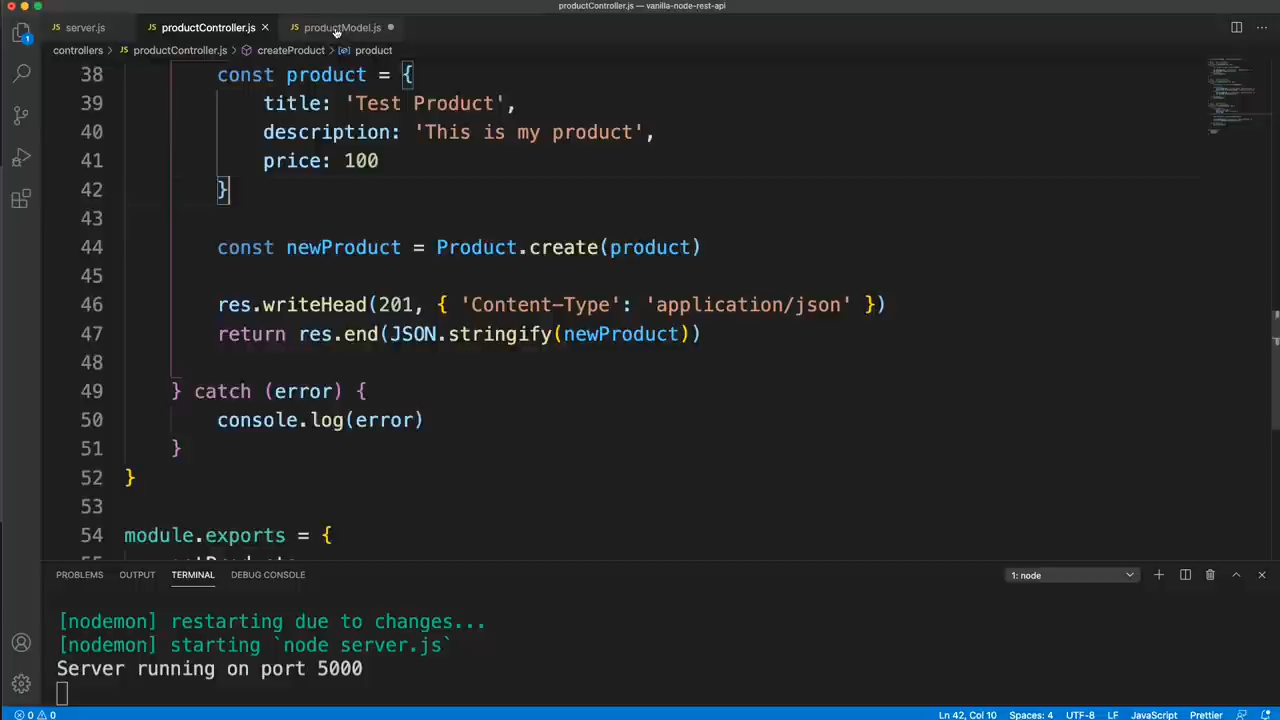 productController.js — vanilla-node-rest-api
JS server.js JS productController.js JS productModel.js
controllers JS productController.js createProduct product
38 const product = {
39 title: 'Test Product',
40 description: 'This is my product',
41 price: 100
42 }
43
44 const newProduct = Product.create(product)
45
46 res.writeHead(201, { 'Content-Type': 'application/json' })
47 return res.end(JSON.stringify(newProduct))
48
49 } catch (error) {
50 console.log(error)
51 }
52 }
53
54 module.exports = {
55 getProducts
PROBLEMS OUTPUT TERMINAL DEBUG CONSOLE 1: node
[nodemon] restarting due to changes...
[nodemon] starting `node server.js`
Server running on port 5000
0 0 Ln 42, Col 10 Spaces: 4 UTF-8 LF JavaScript Prettier